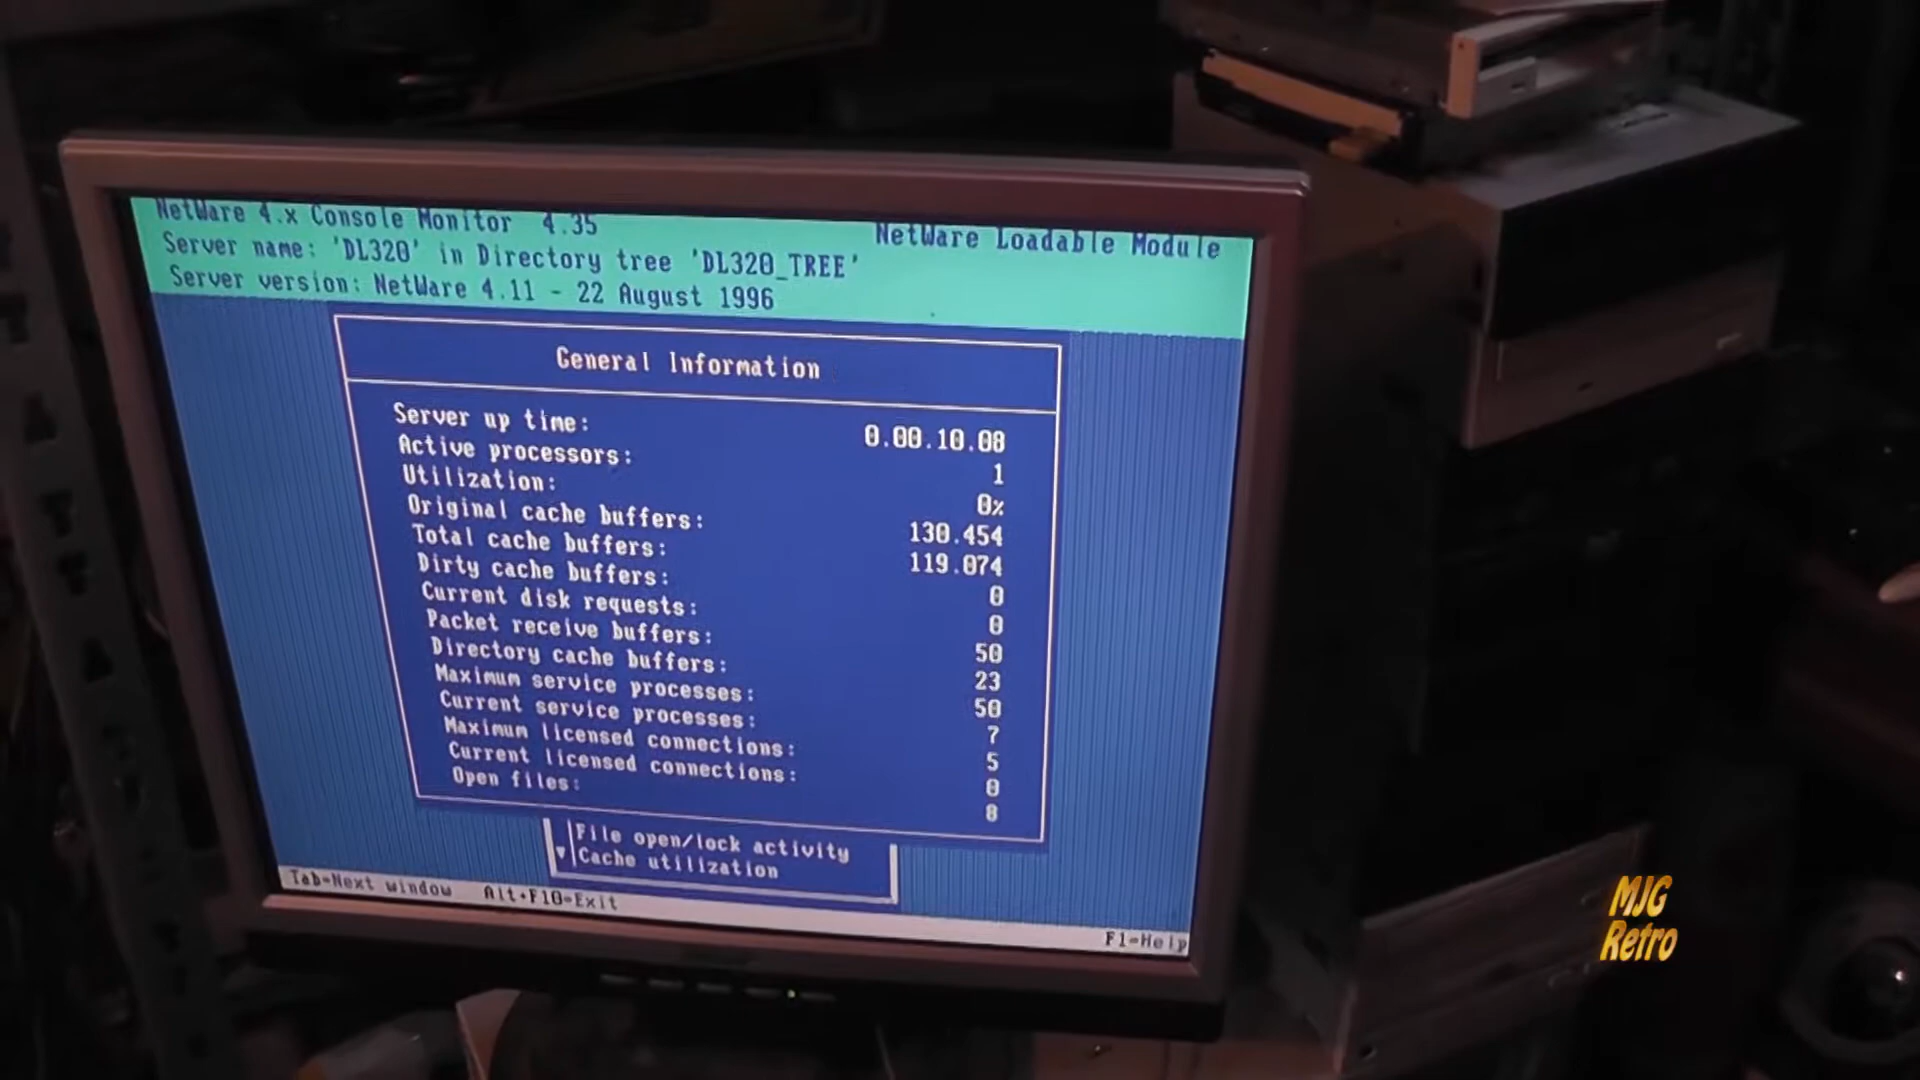 NetWare 4.x Console Monitor 4.35 NetWare Loadable Module
Server name: 'DL320' in Directory tree 'DL320_TREE'
Server version: NetWare 4.11 - 22 August 1996
General Information
Server up time: 0.00.10.08
Active processors: 1
Utilization: 0%
Original cache buffers: 130.454
Total cache buffers: 119.074
Dirty cache buffers: 0
Current disk requests: 0
Packet receive buffers: 50
Directory cache buffers: 23
Maximum service processes: 50
Current service processes: 7
Maximum licensed connections: 5
Current licensed connections: 0
Open files: 8
File open/lock activity
Cache utilization
Tab=Next window Alt+F10=Exit F1=Help
MJG
Retro